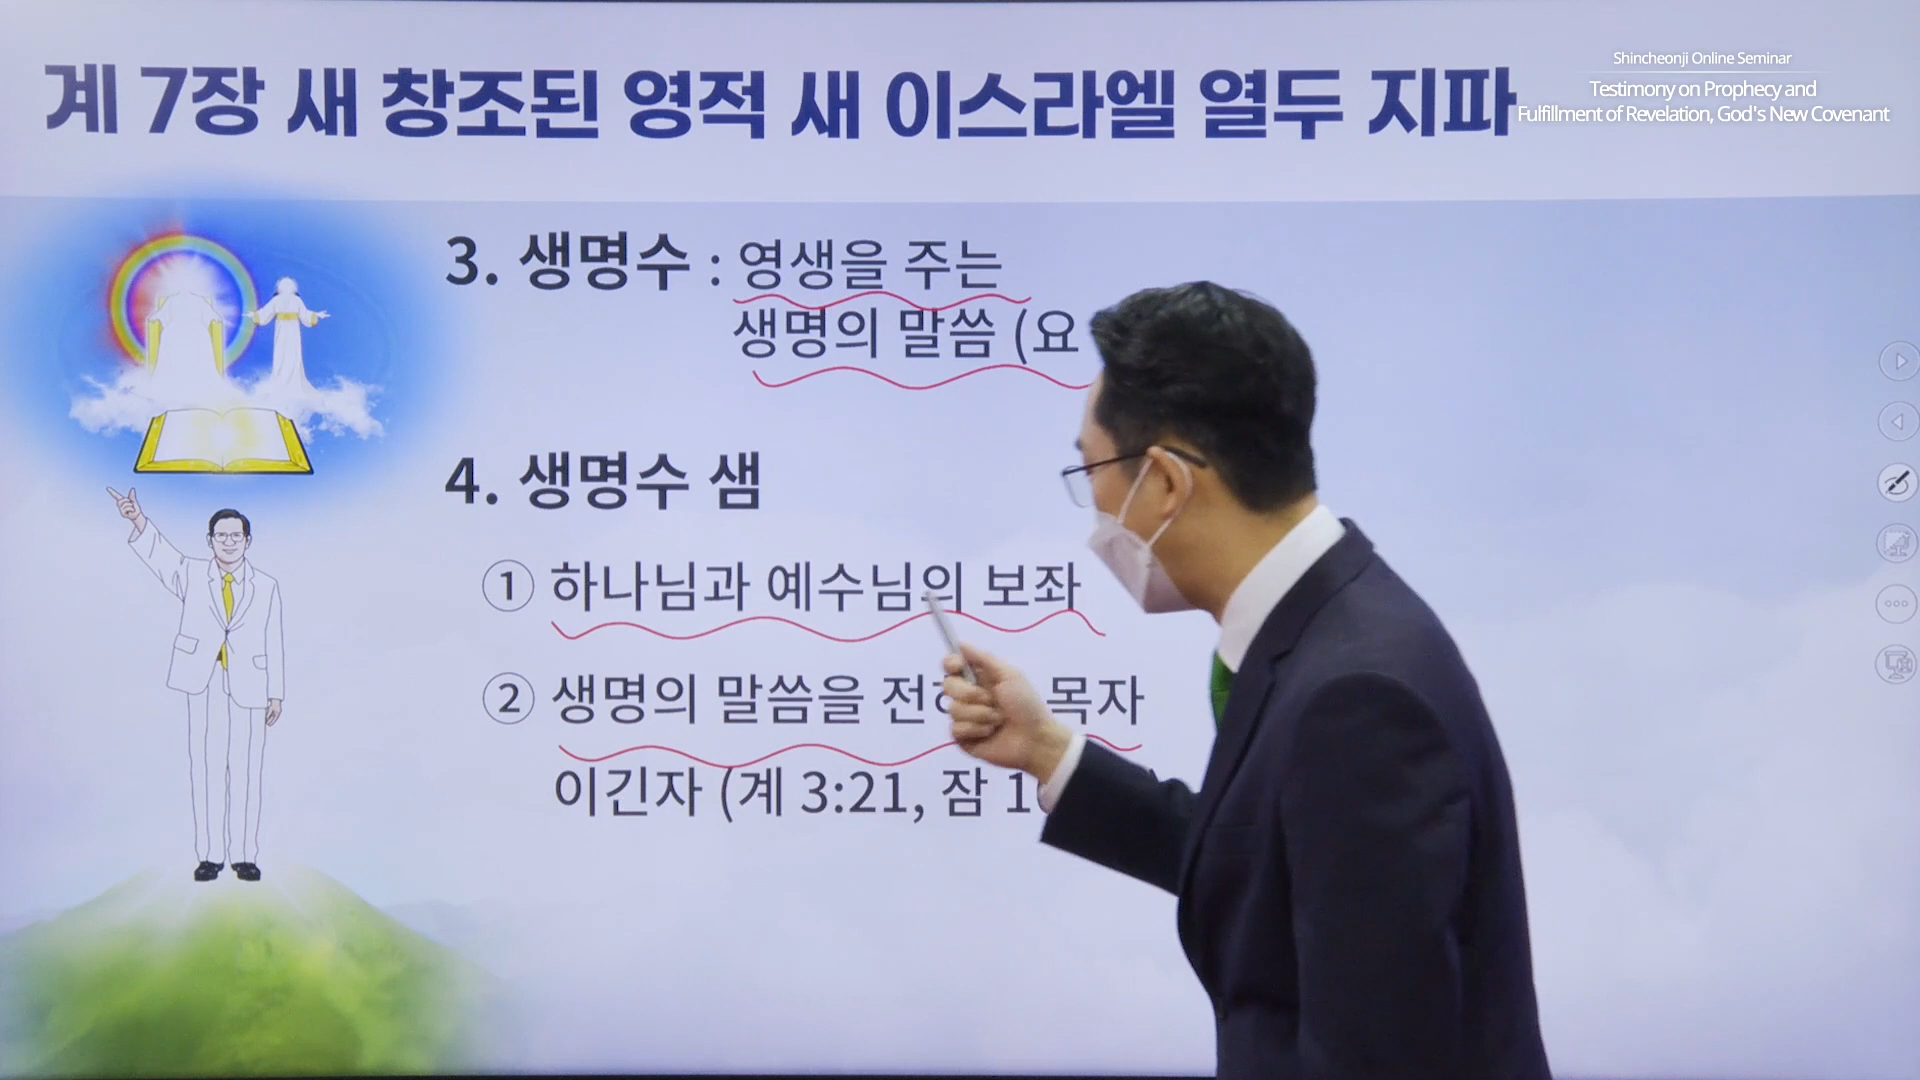 계 7장 새 창조된 영적 새 이스라엘 열두 지파
Shincheonji Online Seminar
Testimony on Prophecy and
Fulfillment of Revelation, God's New Covenant
3. 생명수 : 영생을 주는
생명의 말씀 (요
4. 생명수 샘
① 하나님과 예수님의 보좌
② 생명의 말씀을 목자
이긴자 (계 3:21, 잠